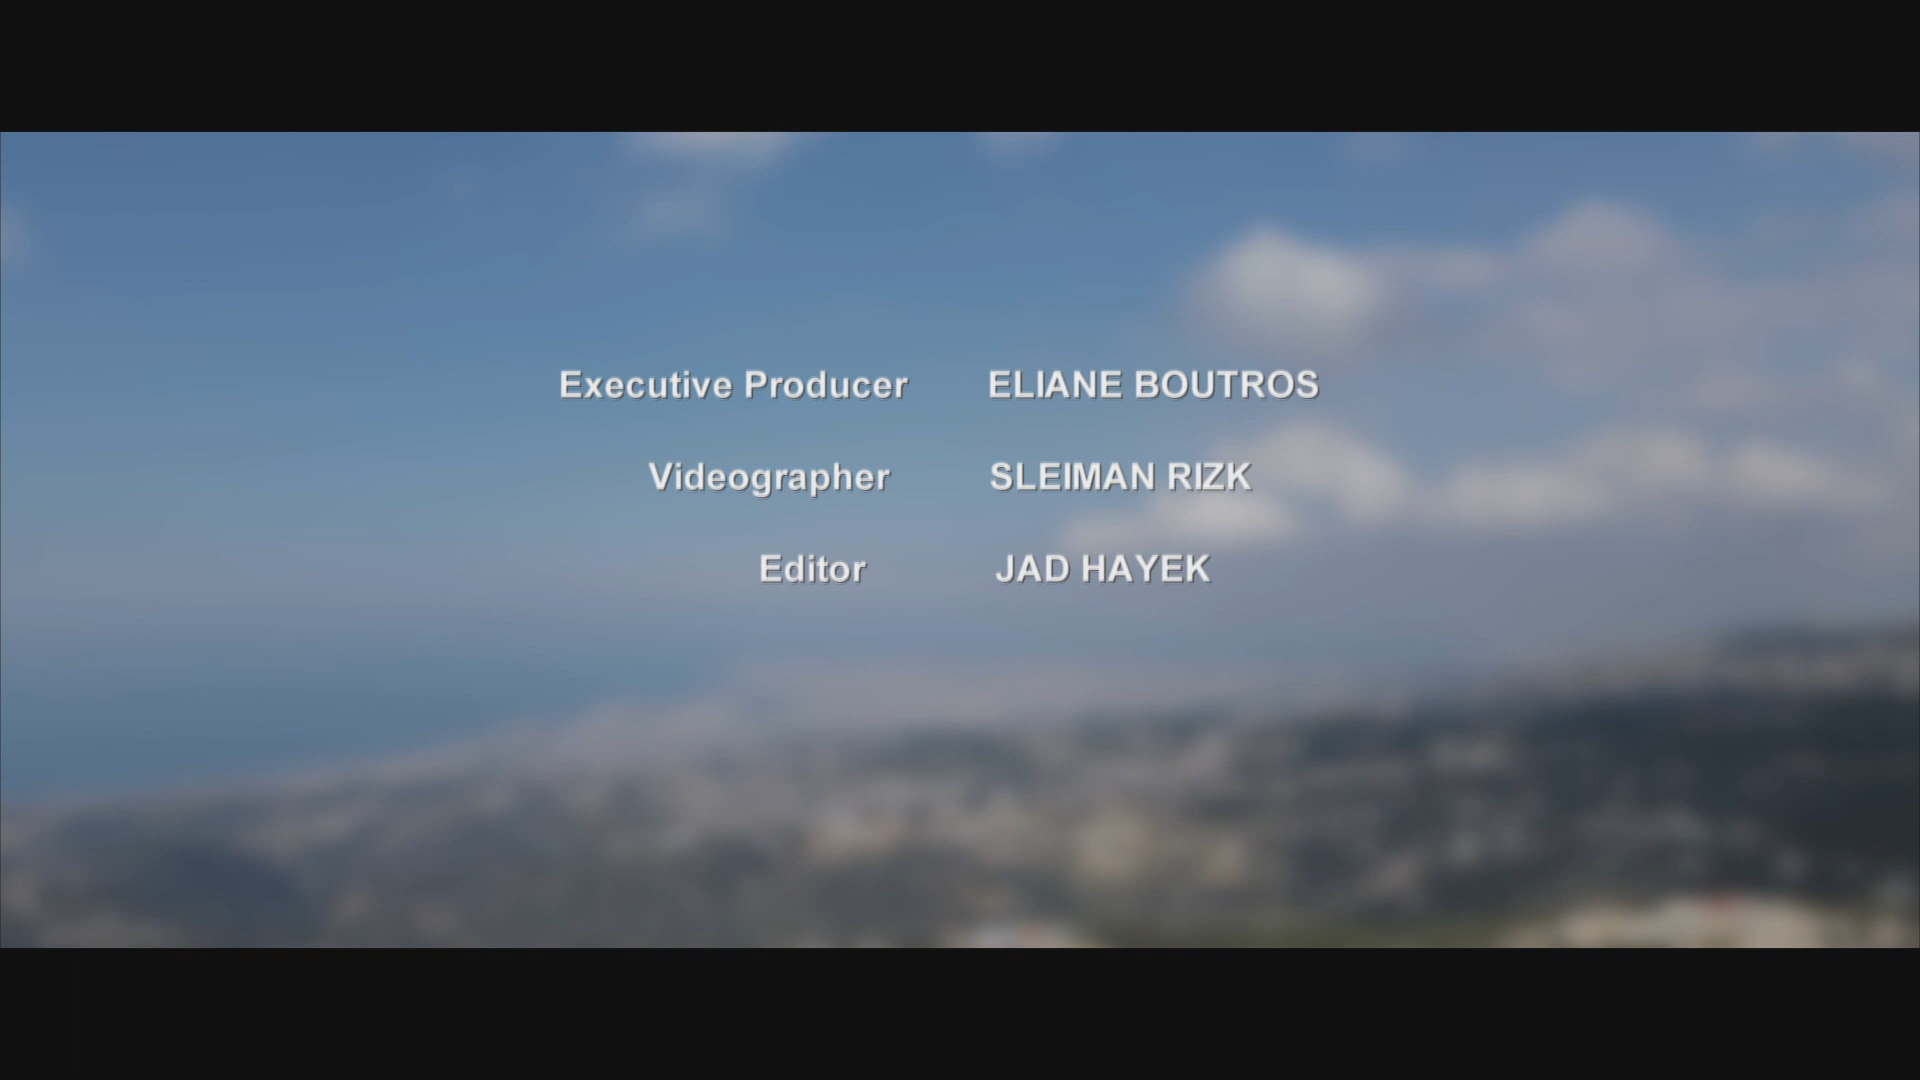 Executive Producer ELIANE BOUTROS
Videographer SLEIMAN RIZK
Editor JAD HAYEK